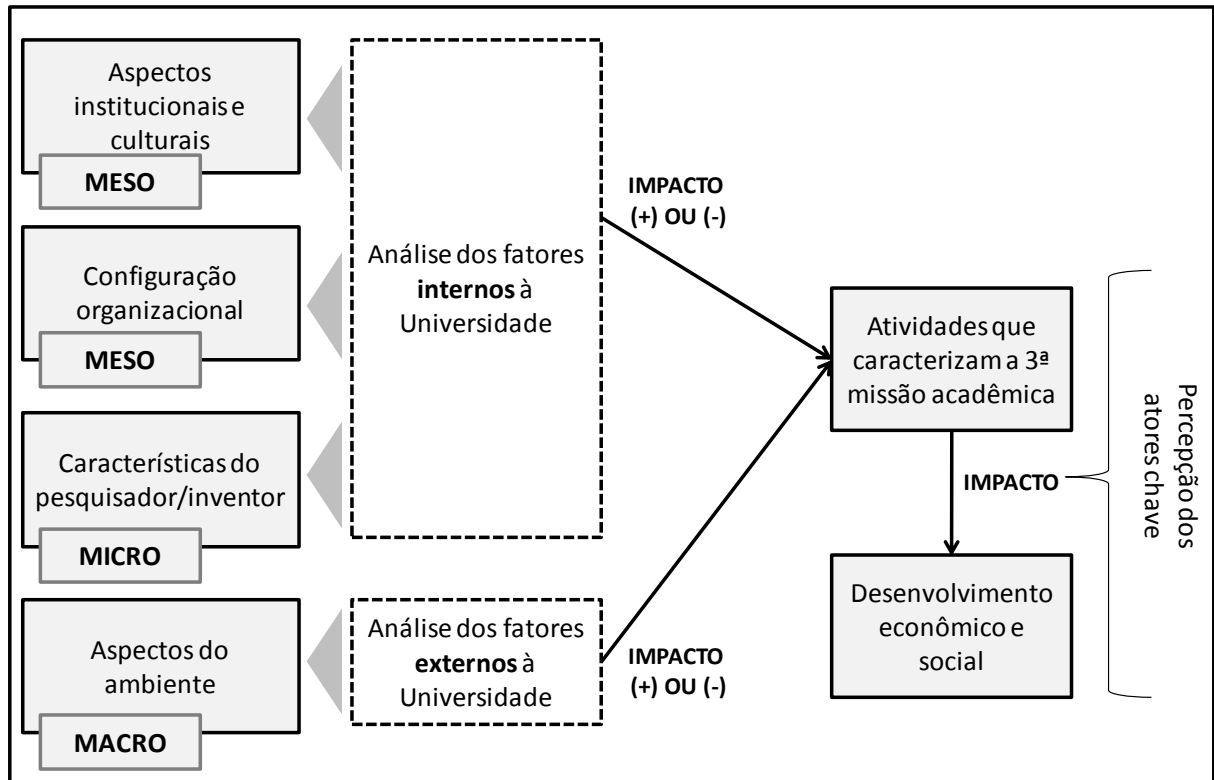 Aspectos
institucionais e
culturais
MESO
Configuração
organizacional
MESO
Características do
pesquisador/inventor
MICRO
Aspectos do
ambiente
MACRO
Análise dos fatores
internos à
Universidade
Análise dos fatores
externos à
Universidade
IMPACTO
(+) OU (-)
IMPACTO
(+) OU (-)
Atividades que
caracterizam a 3ª
missão acadêmica
IMPACTO
Desenvolvimento
econômico e
social
Percepção dos
atores chave